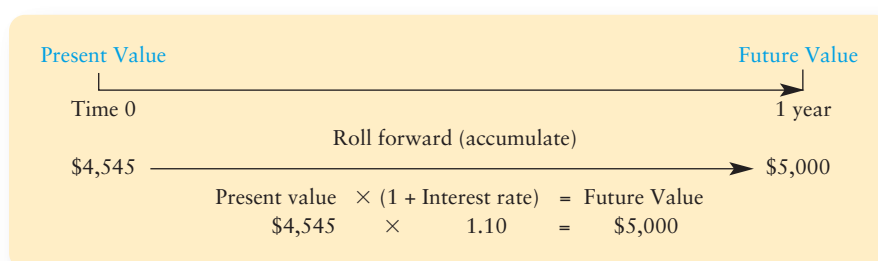 Present Value Future Value
Time 0 1 year
Roll forward (accumulate)
$4,545 $5,000
Present value × (1 + Interest rate) = Future Value
$4,545 × 1.10 = $5,000